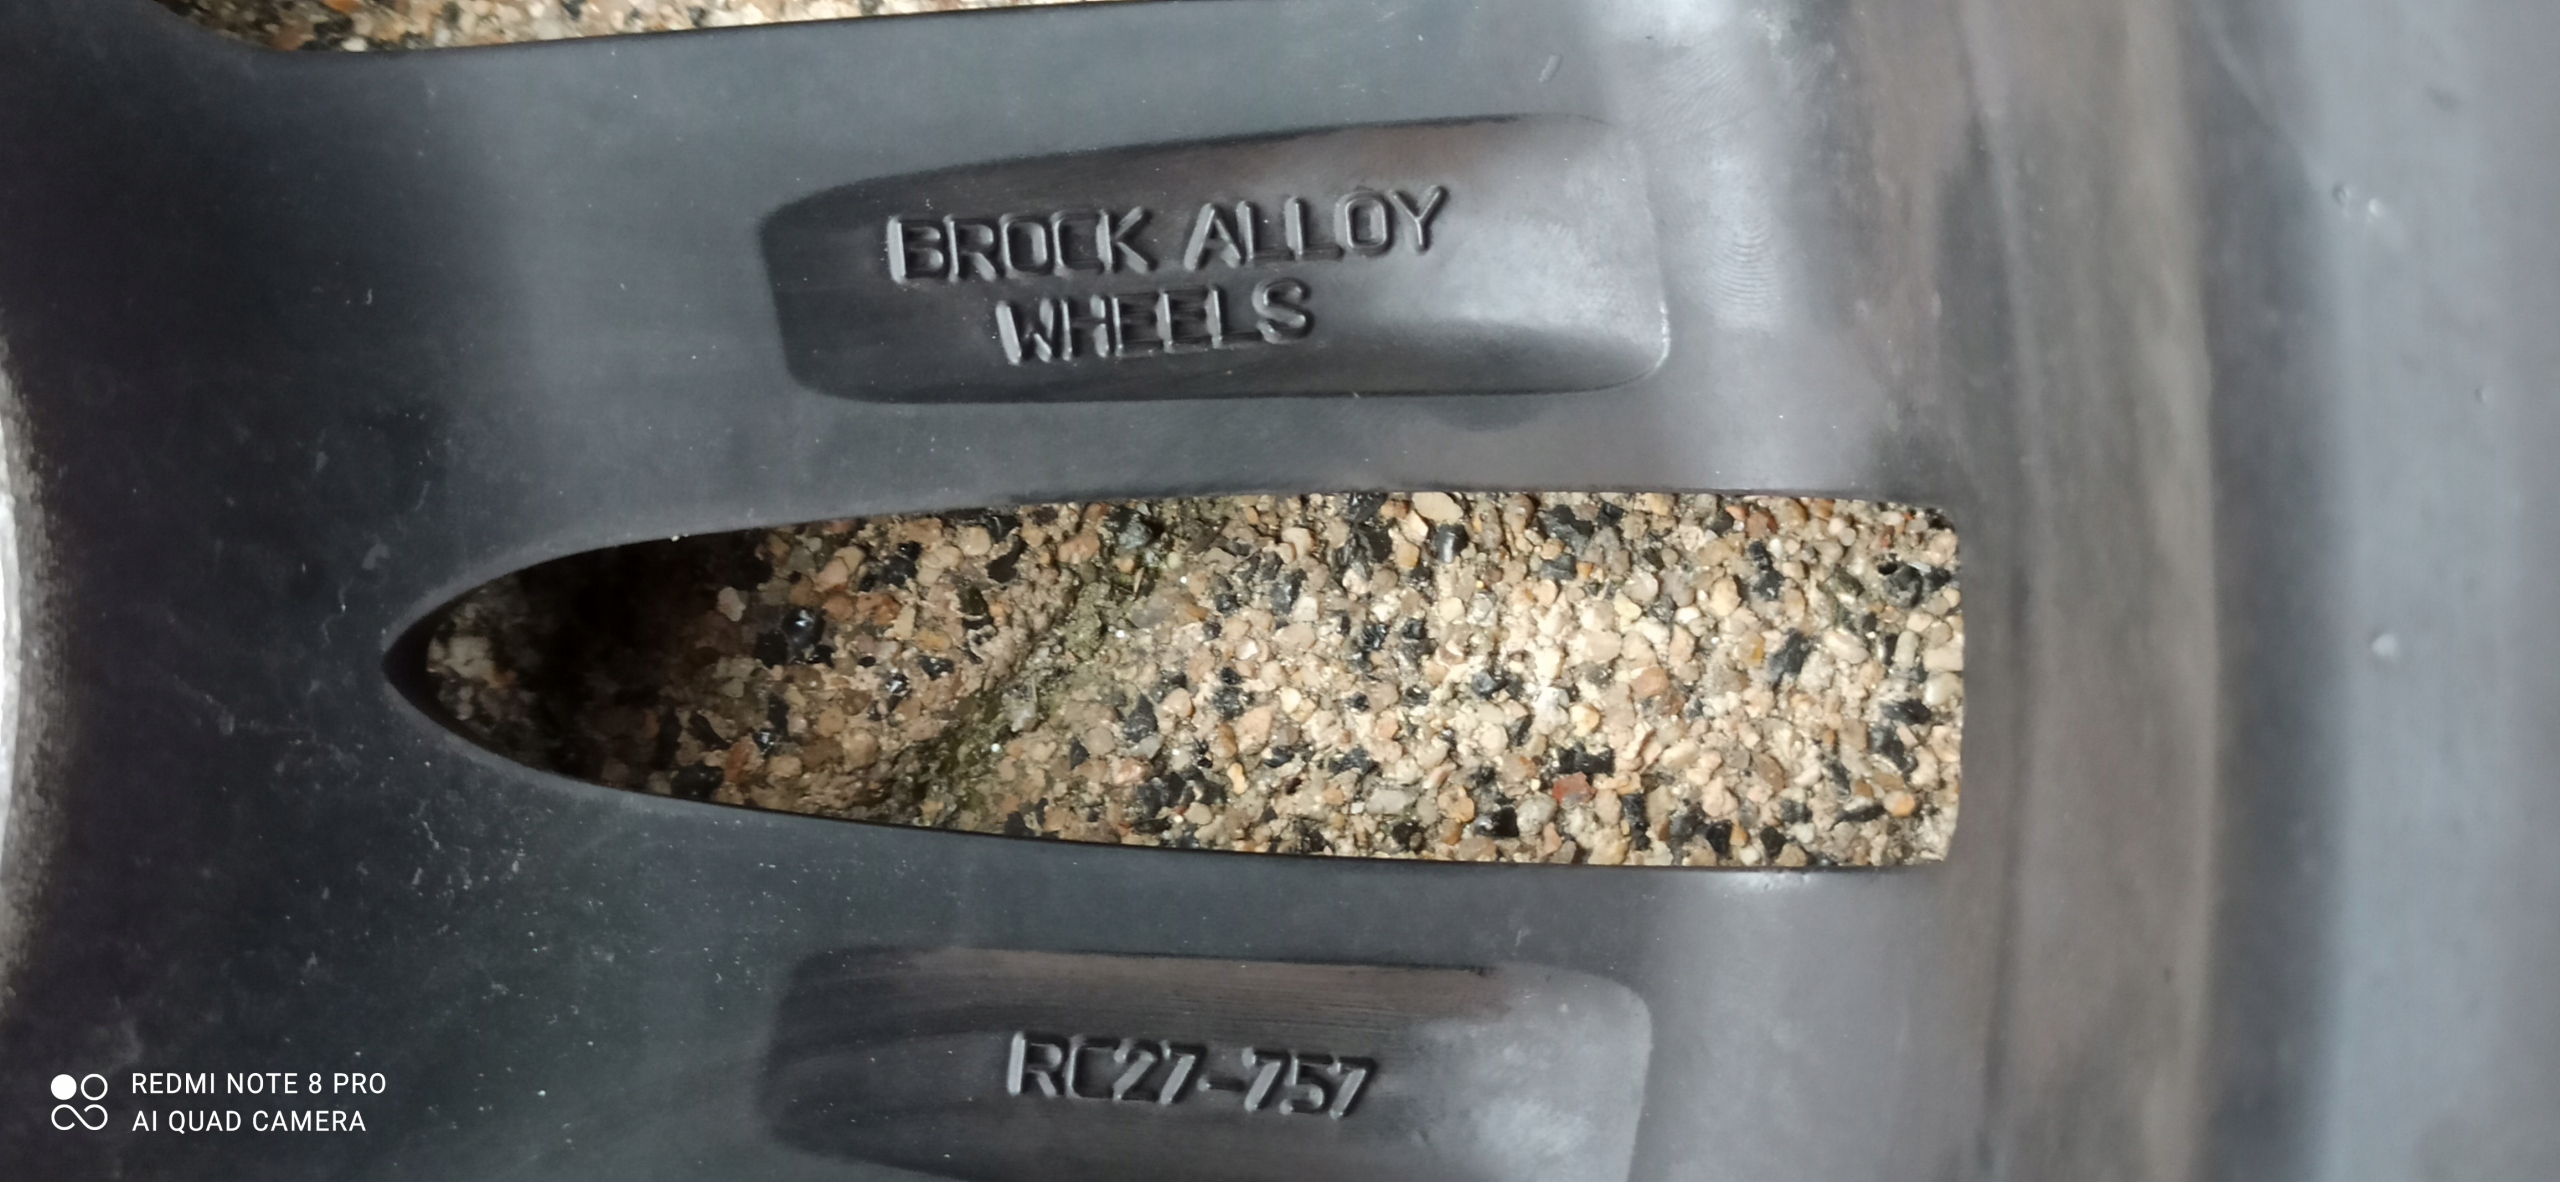 BROCK ALLOY
WHEELS
RC27-757
REDMI NOTE 8 PRO
AI QUAD CAMERA